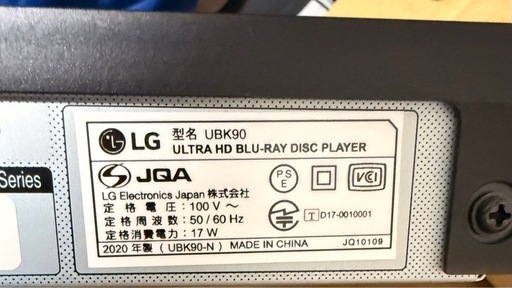 LG 型名 UBK90
ULTRA HD BLU-RAY DISC PLAYER
JQA
PS
E
VCI
LG Electronics Japan 株式会社
定格電圧: 100 V ~
定格周波数: 50 / 60 Hz
定格消費電力: 17 W
T D17-0010001
2020 年製 ( UBK90-N ) MADE IN CHINA
JQ10109
Series